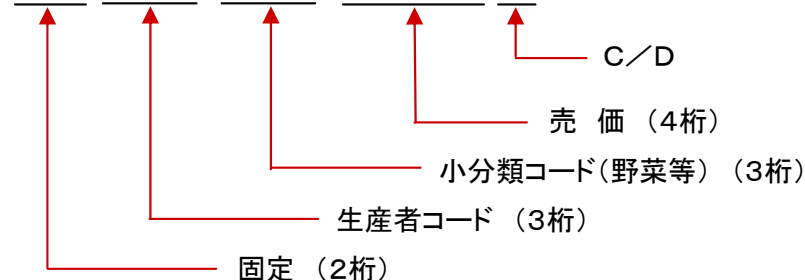 C／D
売 価 （4桁）
小分類コード（野菜等）（3桁）
生産者コード （3桁）
固定 （2桁）